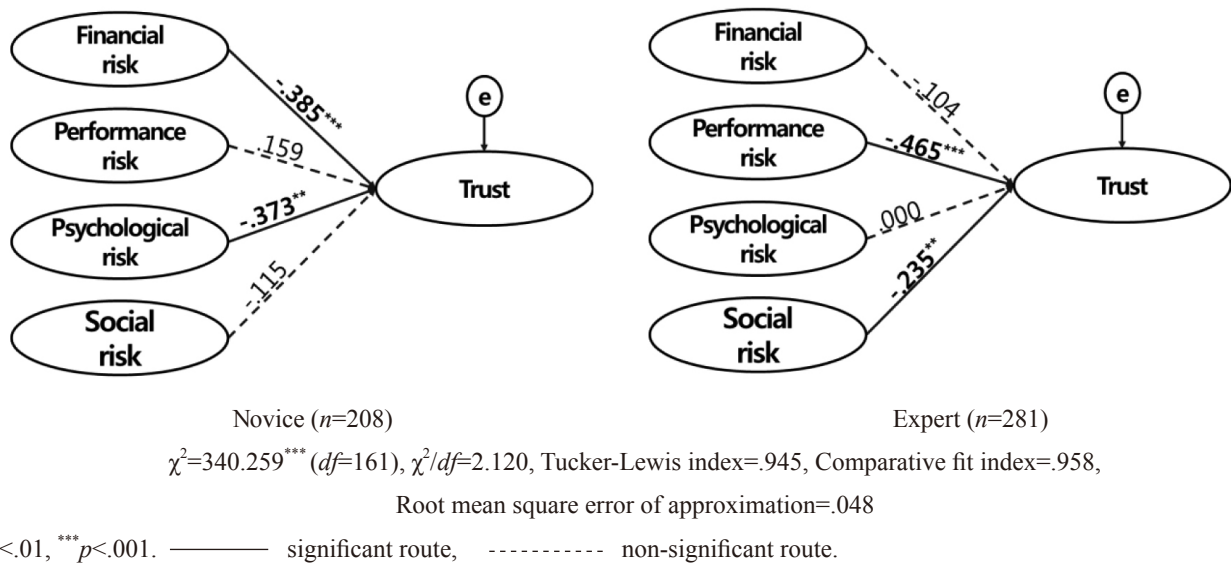 Financial
risk
Performance
risk
Psychological
risk
Social
risk
-.385***
.159
-.373**
-.115
e
Trust
Financial
risk
Performance
risk
Psychological
risk
Social
risk
-.104
-.465***
.000
-.235**
e
Trust
Novice (n=208)
Expert (n=281)
χ²=340.259*** (df=161), χ²/df=2.120, Tucker-Lewis index=.945, Comparative fit index=.958,
Root mean square error of approximation=.048
<.01, ***p<.001. ——— significant route, ----------- non-significant route.